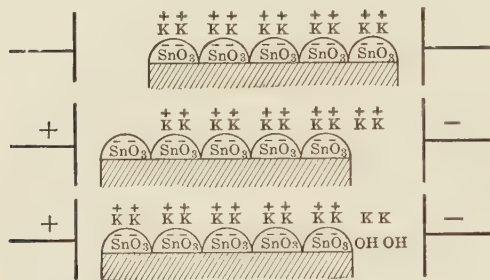 + + + + + + + + + +
K K K K K K K K K K
– – – – – – – – – –
SnO₃ SnO₃ SnO₃ SnO₃ SnO₃
+ + + + + + + + + +
+ K K K K K K K K K K –
– – – – – – – – – –
SnO₃ SnO₃ SnO₃ SnO₃ SnO₃
+ + + + + + + + + +
+ K K K K K K K K K K K K –
– – – – – – – – – –
SnO₃ SnO₃ SnO₃ SnO₃ SnO₃ OH OH